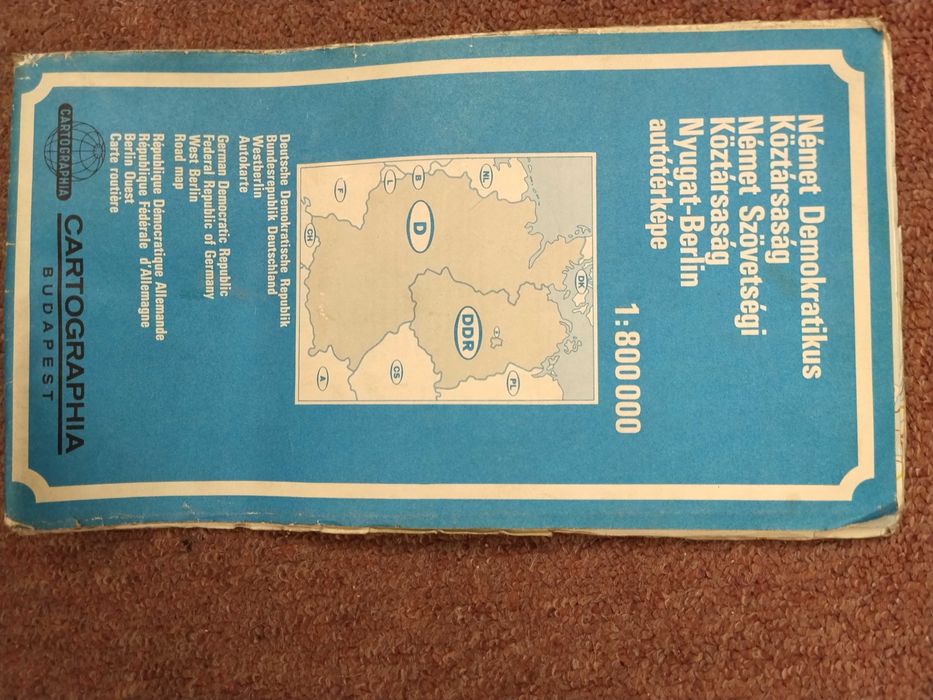 Német Demokratikus
Köztársaság
Német Szövetségi
Köztársaság
Nyugat-Berlin
autótérképe
1:800000
DK
NL
B
L
D
DDR
PL
F
CS
CH
A
Deutsche Demokratische Republik
Bundesrepublik Deutschland
Westberlin
Autokarte
German Democratic Republic
Federal Republic of Germany
West Berlin
Road map
République Démocratique Allemande
République Fédérale d'Allemagne
Berlin Ouest
Carte routière
CARTOGRAPHIA
CARTOGRAPHIA
BUDAPEST